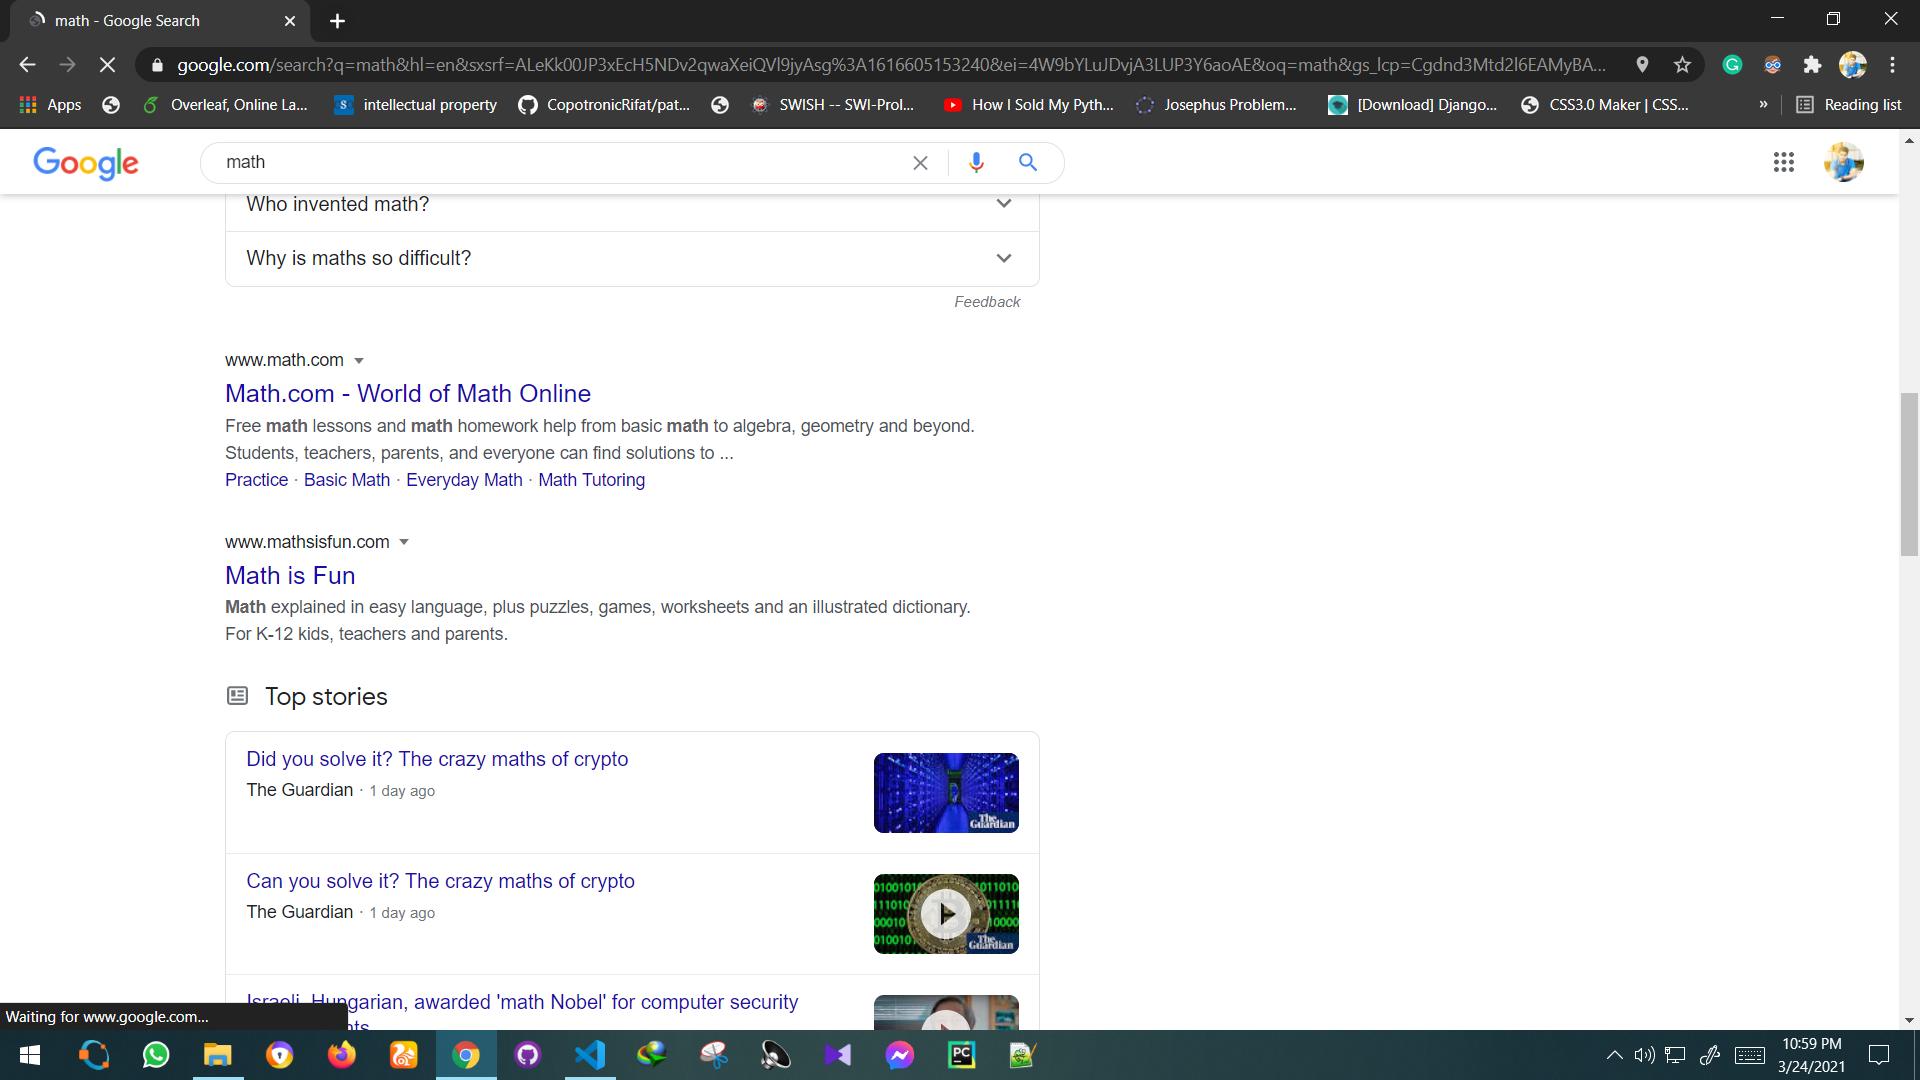 math - Google Search
google.com/search?q=math&hl=en&sxsrf=ALeKk00JP3xEcH5NDv2qwaXeiQVl9jyAsg%3A1616605153240&ei=4W9bYLuJDvjA3LUP3Y6aoAE&oq=math&gs_lcp=Cgdnd3Mtd2l6EAMyBA...
Apps
Overleaf, Online La...
intellectual property
CopotronicRifat/pat...
SWISH -- SWI-Prol...
How I Sold My Pyth...
Josephus Problem...
[Download] Django...
CSS3.0 Maker | CSS...
»
Reading list
Google
math
Who invented math?
Why is maths so difficult?
Feedback
www.math.com
Math.com - World of Math Online
Free math lessons and math homework help from basic math to algebra, geometry and beyond.
Students, teachers, parents, and everyone can find solutions to ...
Practice · Basic Math · Everyday Math · Math Tutoring
www.mathsisfun.com
Math is Fun
Math explained in easy language, plus puzzles, games, worksheets and an illustrated dictionary.
For K-12 kids, teachers and parents.
Top stories
Did you solve it? The crazy maths of crypto
The Guardian · 1 day ago
The Guardian
Can you solve it? The crazy maths of crypto
The Guardian · 1 day ago
The Guardian
Israeli, Hungarian, awarded 'math Nobel' for computer security
Waiting for www.google.com...
PC
10:59 PM
3/24/2021